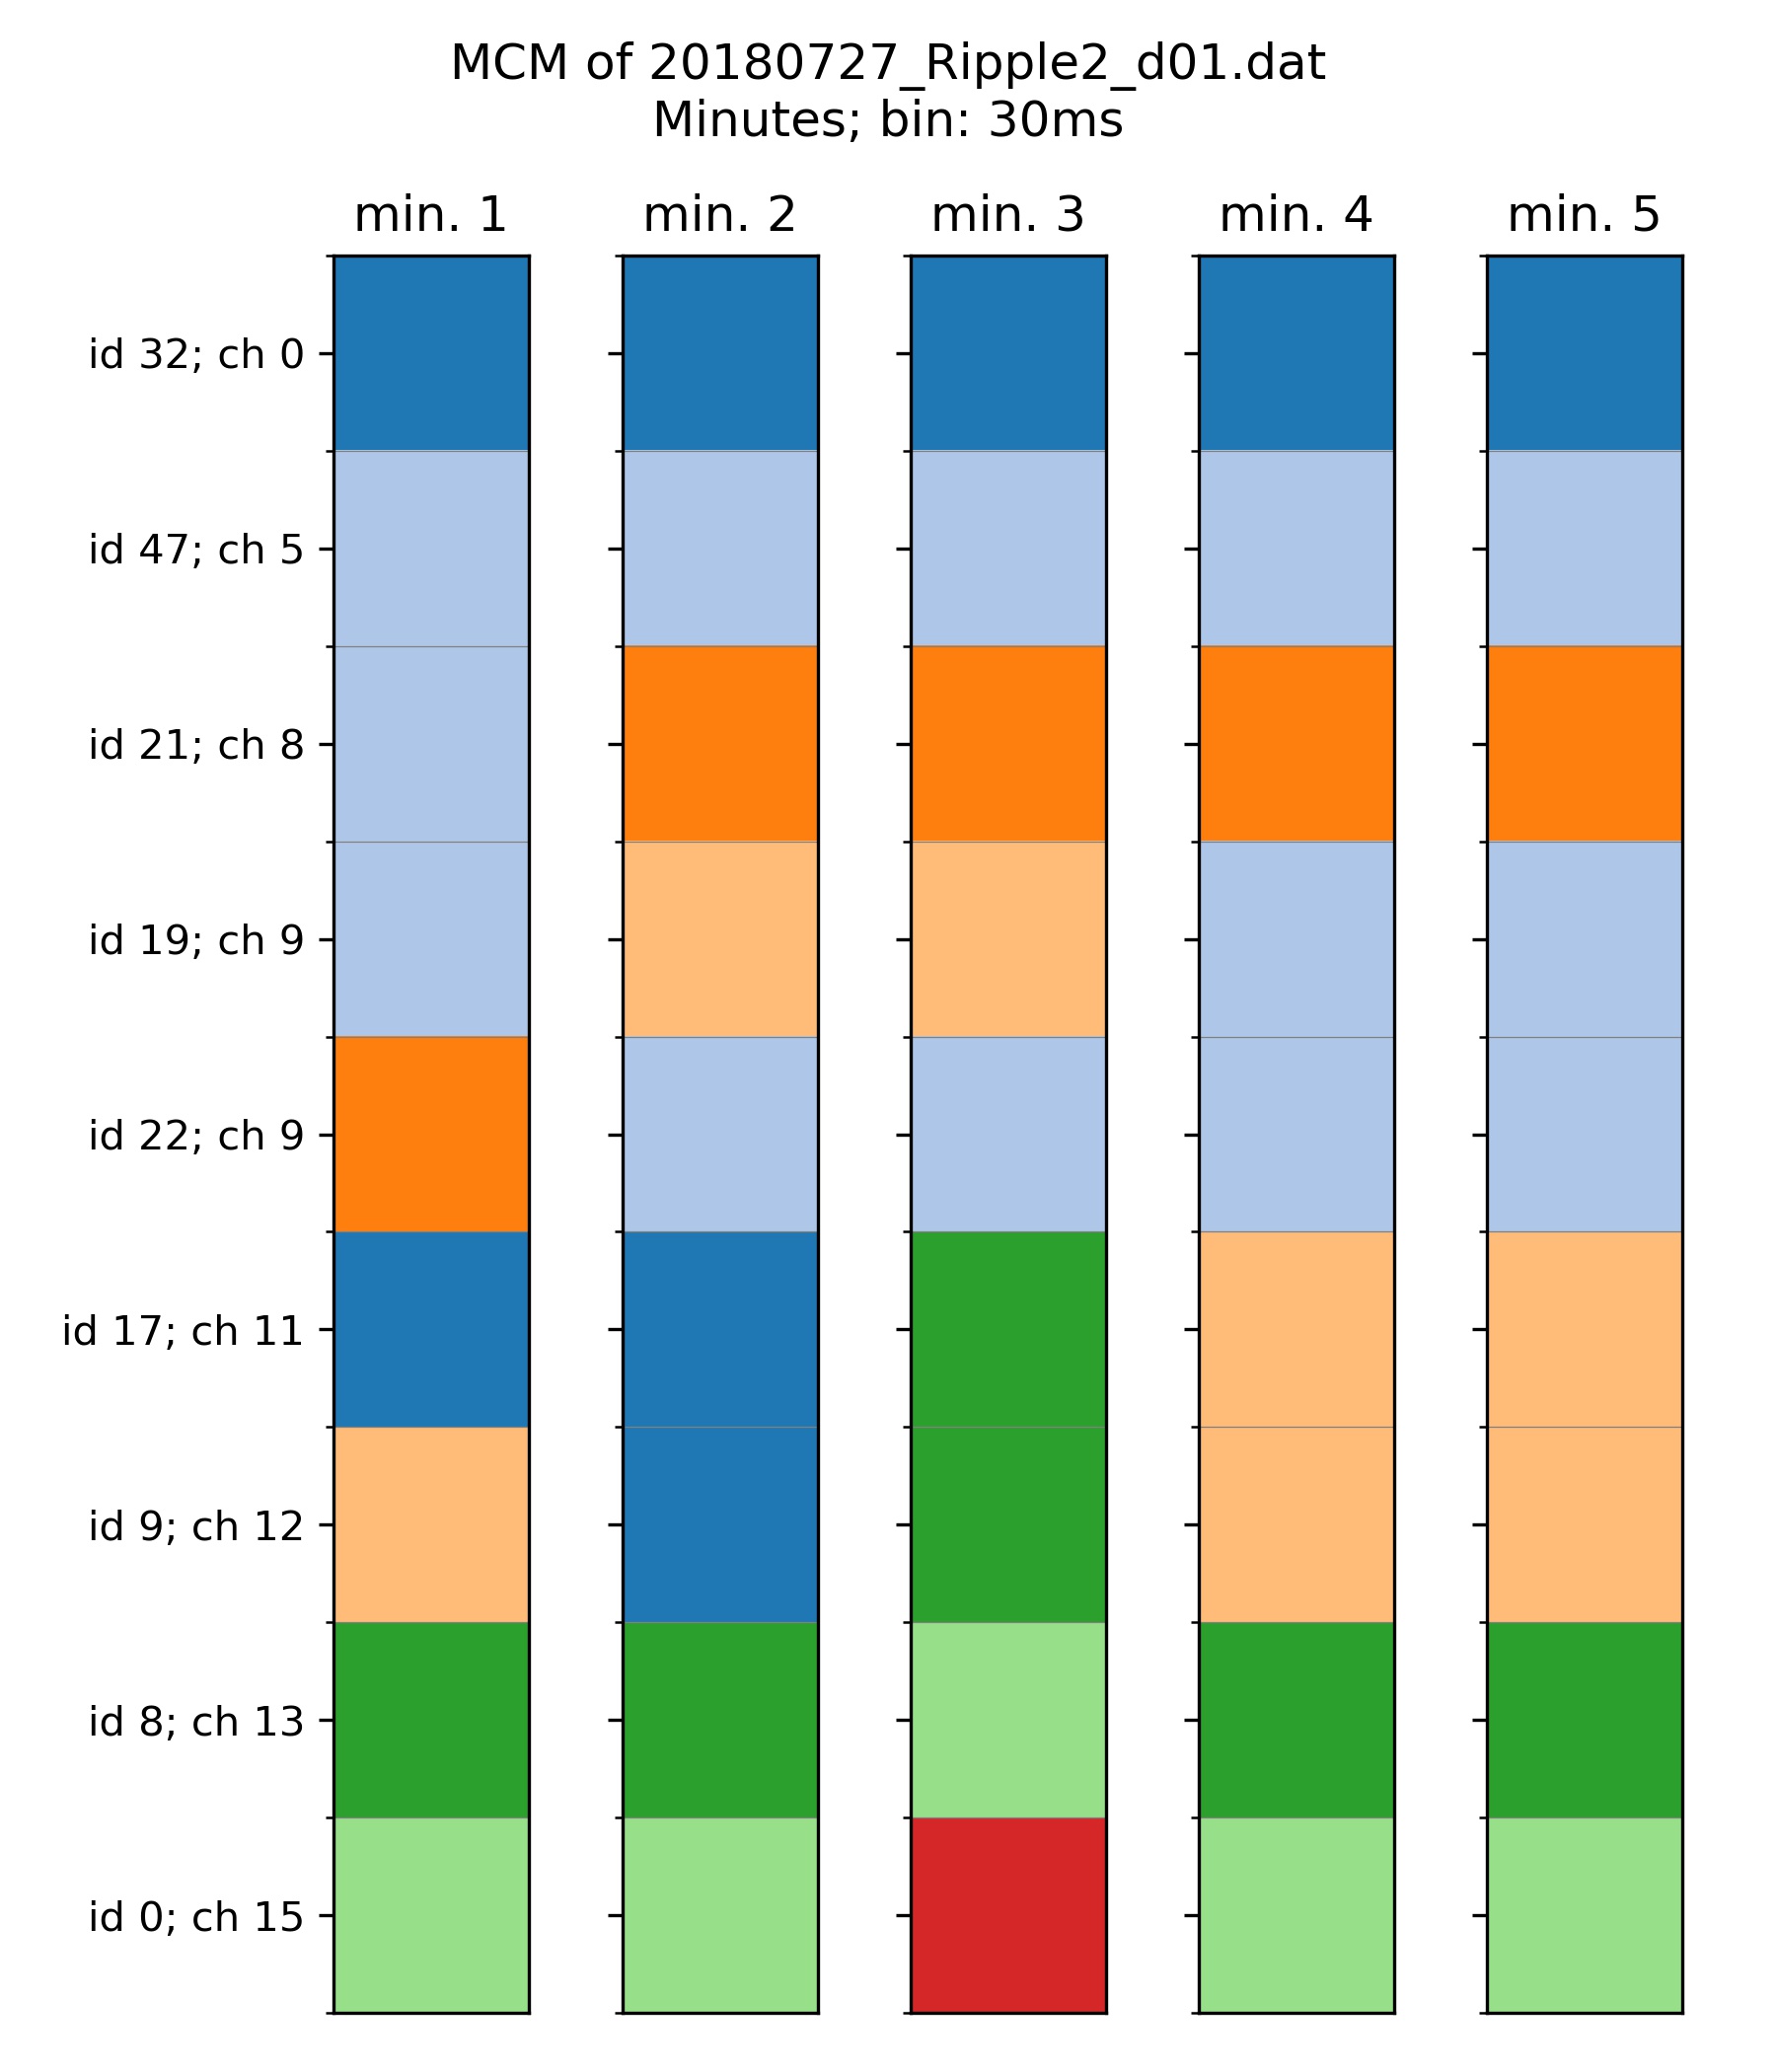 MCM of 20180727_Ripple2_d01.dat
Minutes; bin: 30ms
min. 1
min. 2
min. 3
min. 4
min. 5
id 32; ch 0
id 47; ch 5
id 21; ch 8
id 19; ch 9
id 22; ch 9
id 17; ch 11
id 9; ch 12
id 8; ch 13
id 0; ch 15